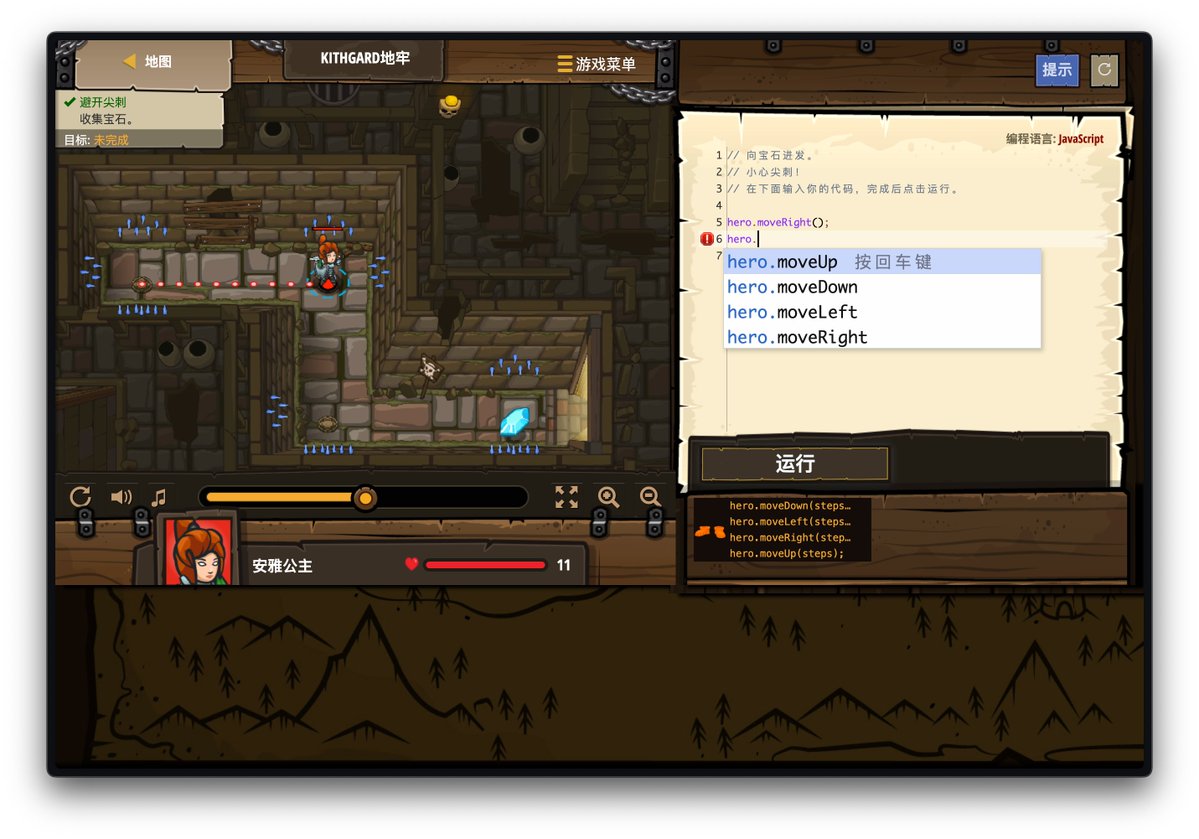 地图
KITHGARD地牢
游戏菜单
避开尖刺
收集宝石。
目标: 未完成
提示
编程语言: JavaScript
1 // 向宝石进发。
2 // 小心尖刺！
3 // 在下面输入你的代码，完成后点击运行。
4
5 hero.moveRight();
6 hero.
7
hero.moveUp 按回车键
hero.moveDown
hero.moveLeft
hero.moveRight
运行
hero.moveDown(steps…
hero.moveLeft(steps…
hero.moveRight(step…
hero.moveUp(steps);
安雅公主
11